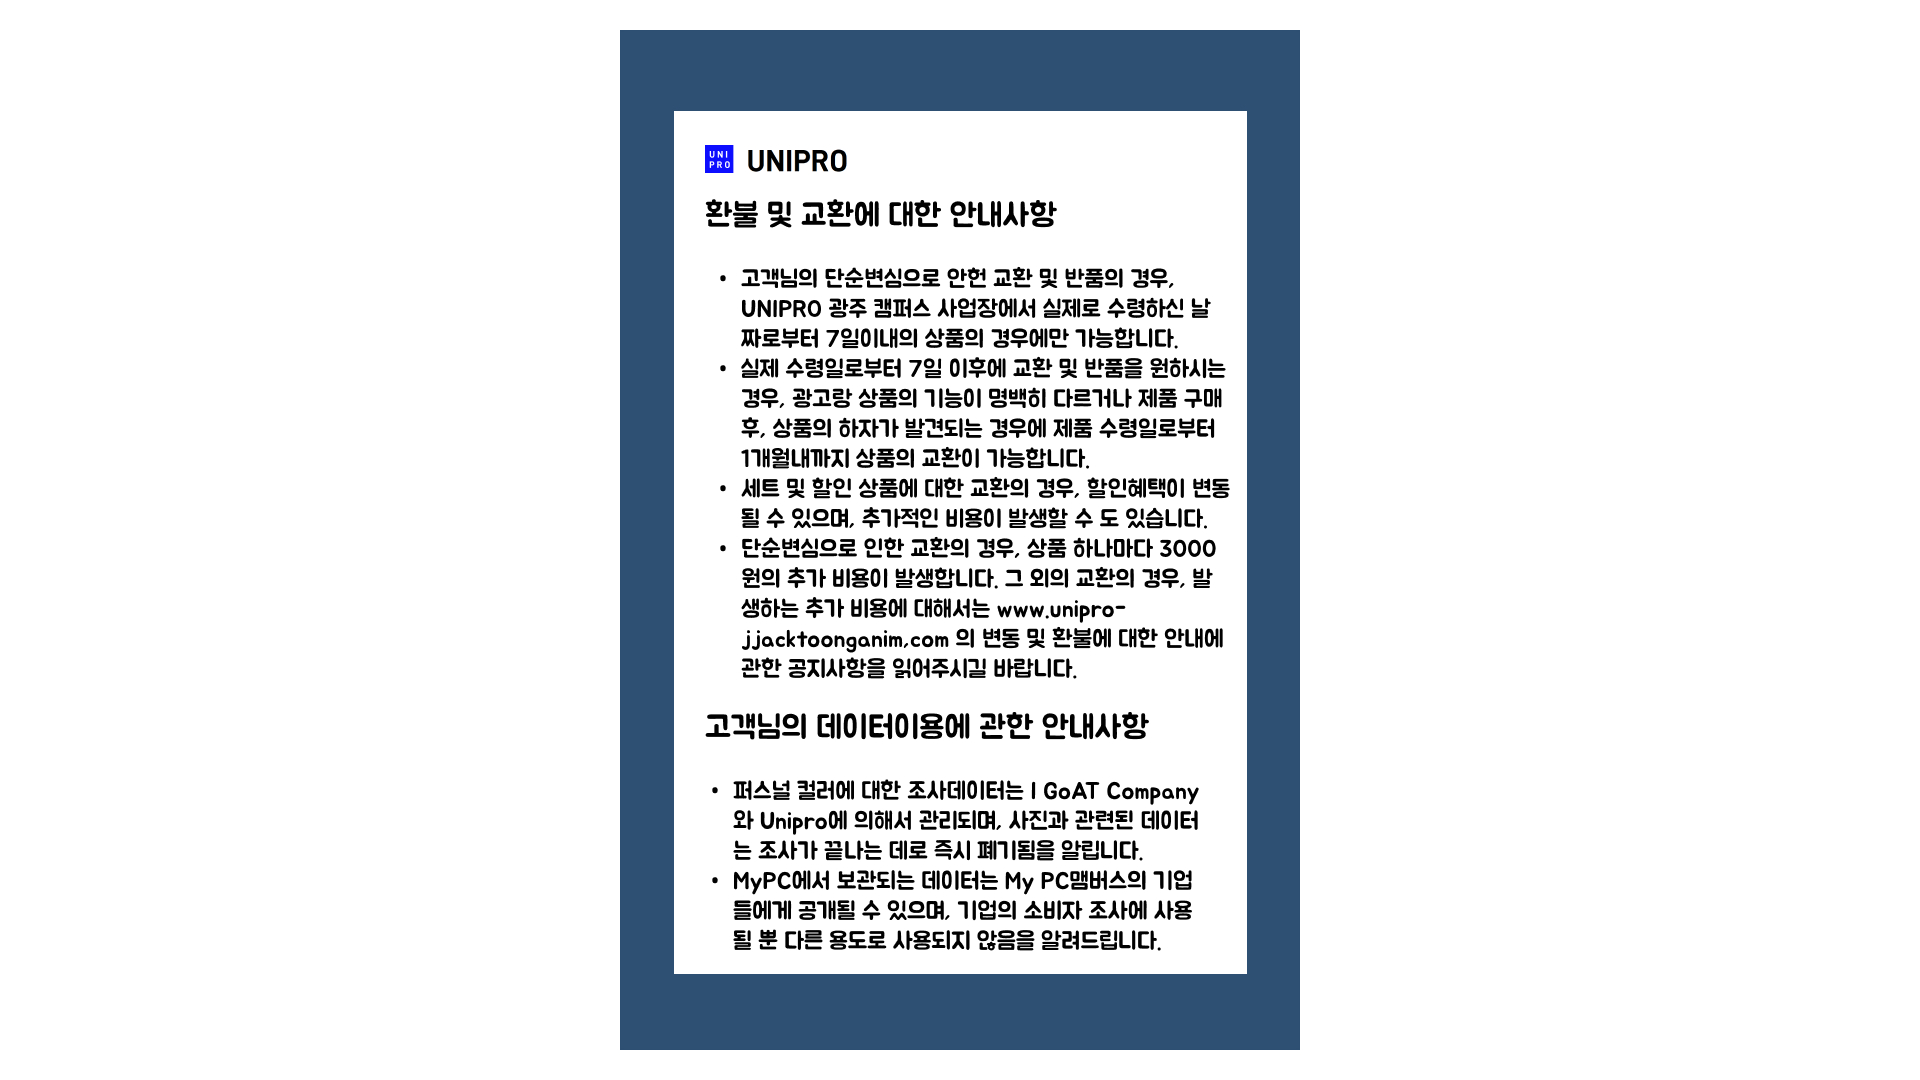 UNI
PRO
UNIPRO
환불 및 교환에 대한 안내사항
• 고객님의 단순변심으로 안헌 교환 및 반품의 경우,
UNIPRO 광주 캠퍼스 사업장에서 실제로 수령하신 날
짜로부터 7일이내의 상품의 경우에만 가능합니다.
• 실제 수령일로부터 7일 이후에 교환 및 반품을 원하시는
경우, 광고랑 상품의 기능이 명백히 다르거나 제품 구매
후, 상품의 하자가 발견되는 경우에 제품 수령일로부터
1개월내까지 상품의 교환이 가능합니다.
• 세트 및 할인 상품에 대한 교환의 경우, 할인혜택이 변동
될 수 있으며, 추가적인 비용이 발생할 수 도 있습니다.
• 단순변심으로 인한 교환의 경우, 상품 하나마다 3000
원의 추가 비용이 발생합니다. 그 외의 교환의 경우, 발
생하는 추가 비용에 대해서는 www.unipro-
jjacktoonganim,com 의 변동 및 환불에 대한 안내에
관한 공지사항을 읽어주시길 바랍니다.
고객님의 데이터이용에 관한 안내사항
• 퍼스널 컬러에 대한 조사데이터는 I GoAT Company
와 Unipro에 의해서 관리되며, 사진과 관련된 데이터
는 조사가 끝나는 데로 즉시 폐기됨을 알립니다.
• MyPC에서 보관되는 데이터는 My PC맴버스의 기업
들에게 공개될 수 있으며, 기업의 소비자 조사에 사용
될 뿐 다른 용도로 사용되지 않음을 알려드립니다.